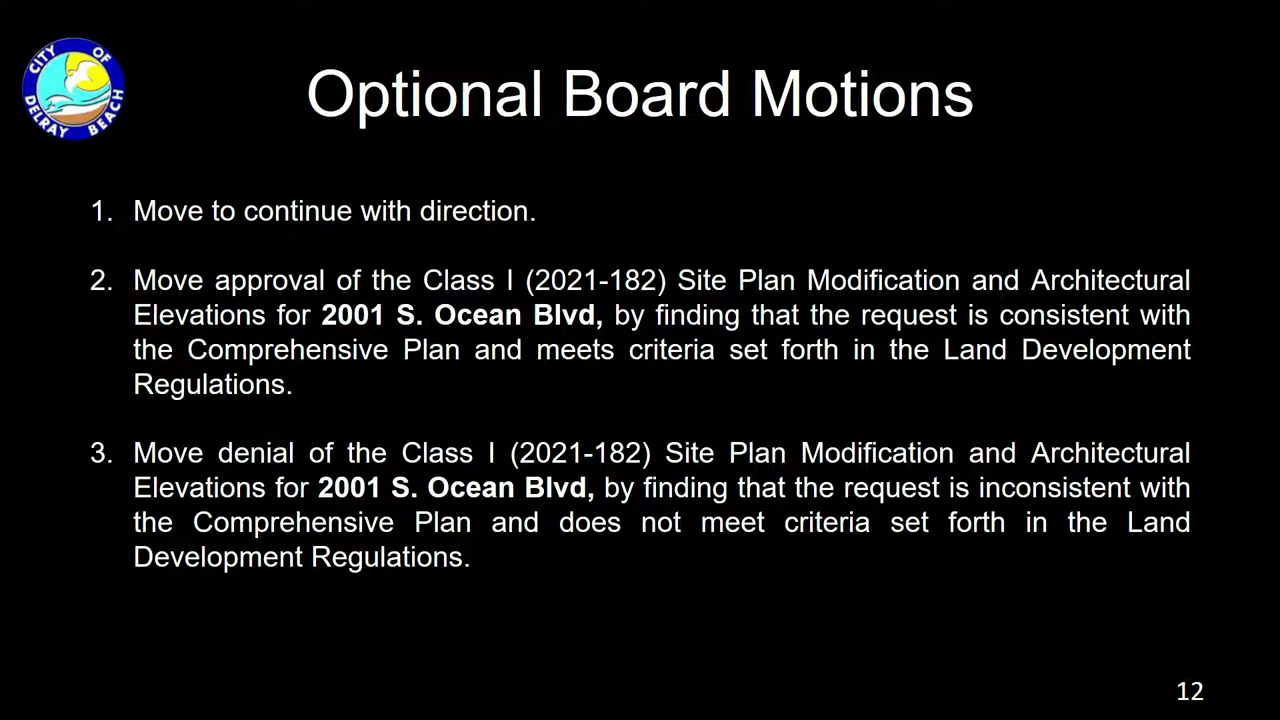 CITY OF
DELRAY BEACH
Optional Board Motions
1. Move to continue with direction.
2. Move approval of the Class I (2021-182) Site Plan Modification and Architectural
Elevations for 2001 S. Ocean Blvd, by finding that the request is consistent with
the Comprehensive Plan and meets criteria set forth in the Land Development
Regulations.
3. Move denial of the Class I (2021-182) Site Plan Modification and Architectural
Elevations for 2001 S. Ocean Blvd, by finding that the request is inconsistent with
the Comprehensive Plan and does not meet criteria set forth in the Land
Development Regulations.
12